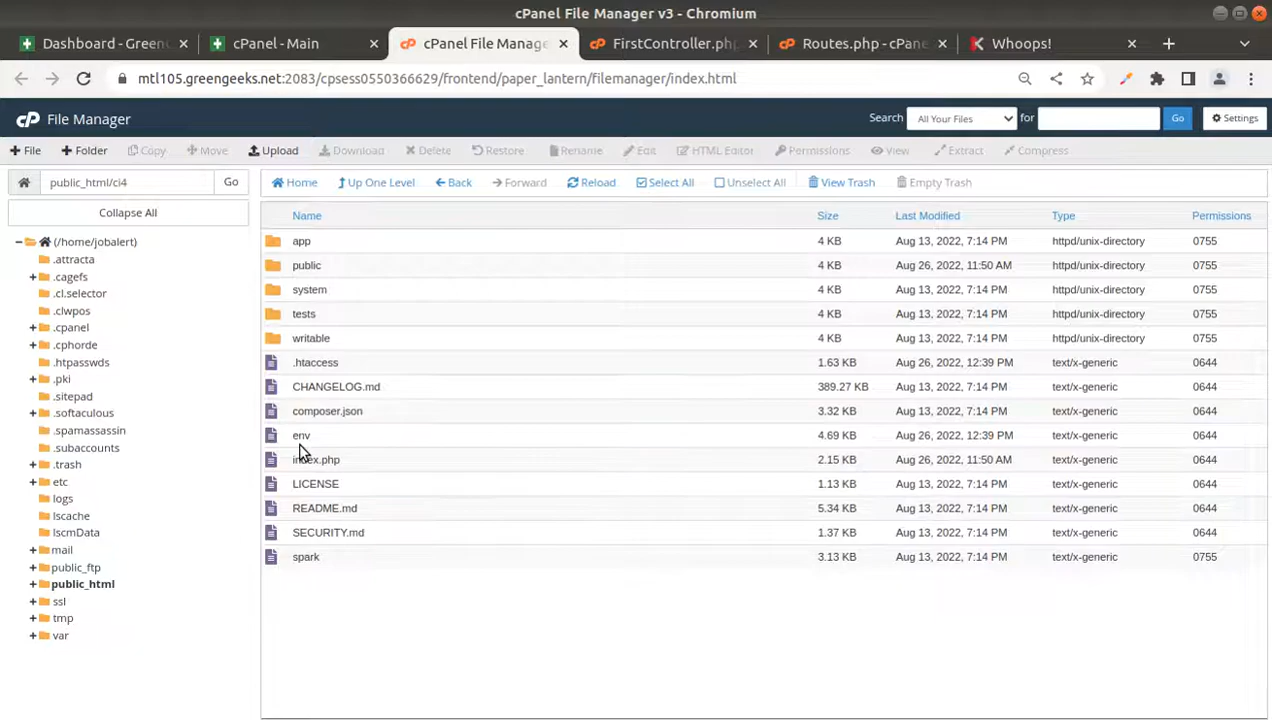 cPanel File Manager v3 - Chromium
Dashboard - Green
cPanel - Main
cPanel File Manage
FirstController.php
Routes.php - cPane
Whoops!
mtl105.greengeeks.net:2083/cpsess0550366629/frontend/paper_lantern/filemanager/index.html
cP File Manager
Search All Your Files for Go Settings
+ File + Folder Copy Move Upload Download Delete Restore Rename Edit HTML Editor Permissions View Extract Compress
public_html/ci4 Go
Home Up One Level Back Forward Reload Select All Unselect All View Trash Empty Trash
Collapse All
(/home/jobalert)
.attracta
.cagefs
.cl.selector
.clwpos
.cpanel
.cphorde
.htpasswds
.pki
.sitepad
.softaculous
.spamassassin
.subaccounts
.trash
etc
logs
lscache
lscmData
mail
public_ftp
public_html
ssl
tmp
var
Name Size Last Modified Type Permissions
app 4 KB Aug 13, 2022, 7:14 PM httpd/unix-directory 0755
public 4 KB Aug 26, 2022, 11:50 AM httpd/unix-directory 0755
system 4 KB Aug 13, 2022, 7:14 PM httpd/unix-directory 0755
tests 4 KB Aug 13, 2022, 7:14 PM httpd/unix-directory 0755
writable 4 KB Aug 13, 2022, 7:14 PM httpd/unix-directory 0755
.htaccess 1.63 KB Aug 26, 2022, 12:39 PM text/x-generic 0644
CHANGELOG.md 389.27 KB Aug 13, 2022, 7:14 PM text/x-generic 0644
composer.json 3.32 KB Aug 13, 2022, 7:14 PM text/x-generic 0644
env 4.69 KB Aug 26, 2022, 12:39 PM text/x-generic 0644
index.php 2.15 KB Aug 26, 2022, 11:50 AM text/x-generic 0644
LICENSE 1.13 KB Aug 13, 2022, 7:14 PM text/x-generic 0644
README.md 5.34 KB Aug 13, 2022, 7:14 PM text/x-generic 0644
SECURITY.md 1.37 KB Aug 13, 2022, 7:14 PM text/x-generic 0644
spark 3.13 KB Aug 13, 2022, 7:14 PM text/x-generic 0755